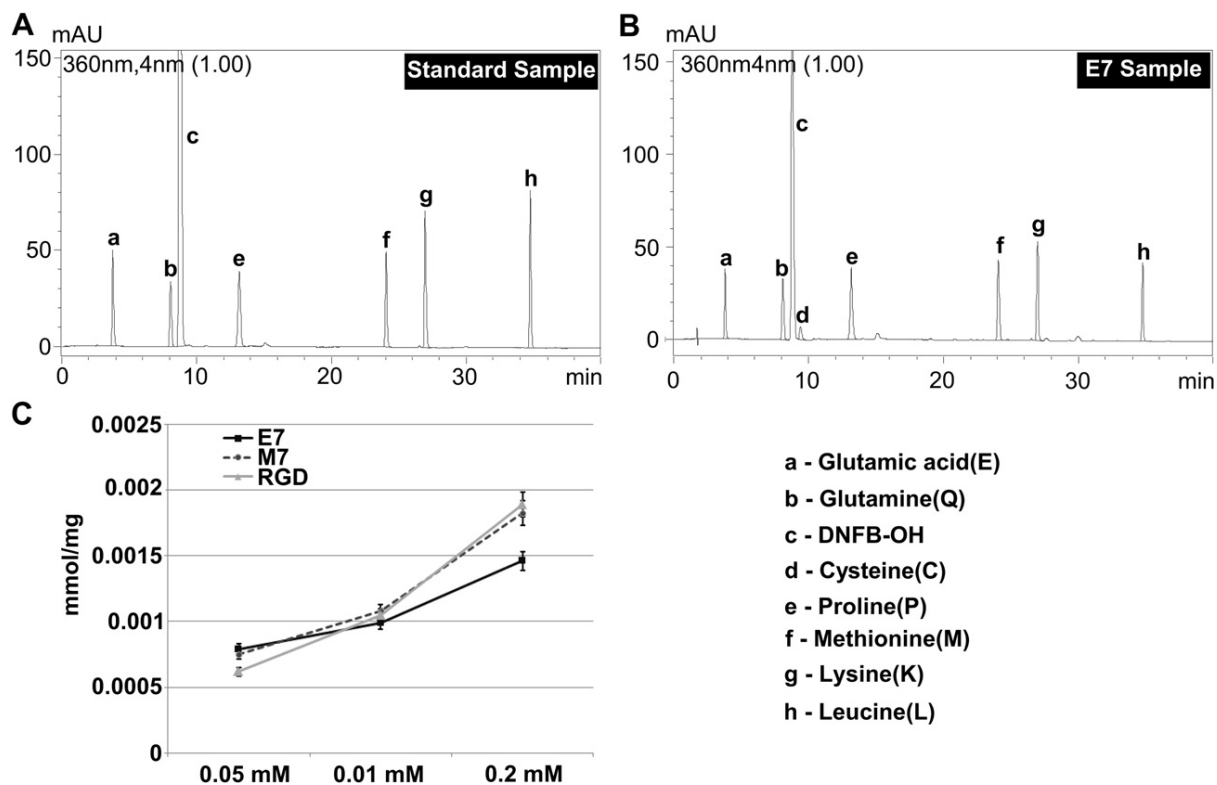 A
mAU
360nm,4nm (1.00)
Standard Sample
150
100
50
0
a
b
c
e
f
g
h
0 10 20 30 min
B
mAU
360nm4nm (1.00)
E7 Sample
150
100
50
0
a
b
c
d
e
f
g
h
0 10 20 30 min
C
0.0025
0.002
0.0015
0.001
0.0005
0
mmol/mg
E7
M7
RGD
0.05 mM 0.01 mM 0.2 mM
a - Glutamic acid(E)
b - Glutamine(Q)
c - DNFB-OH
d - Cysteine(C)
e - Proline(P)
f - Methionine(M)
g - Lysine(K)
h - Leucine(L)